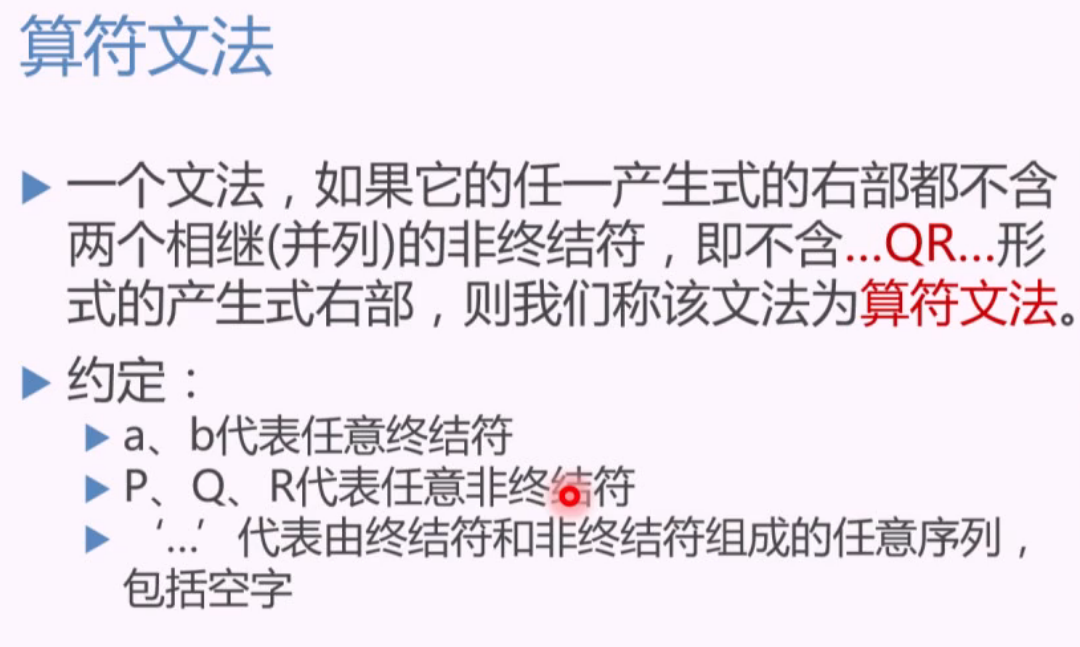 算符文法
一个文法，如果它的任一产生式的右部都不含
两个相继(并列)的非终结符，即不含…QR…形
式的产生式右部，则我们称该文法为算符文法。
约定：
a、b代表任意终结符
P、Q、R代表任意非终结符
‘…’代表由终结符和非终结符组成的任意序列，
包括空字